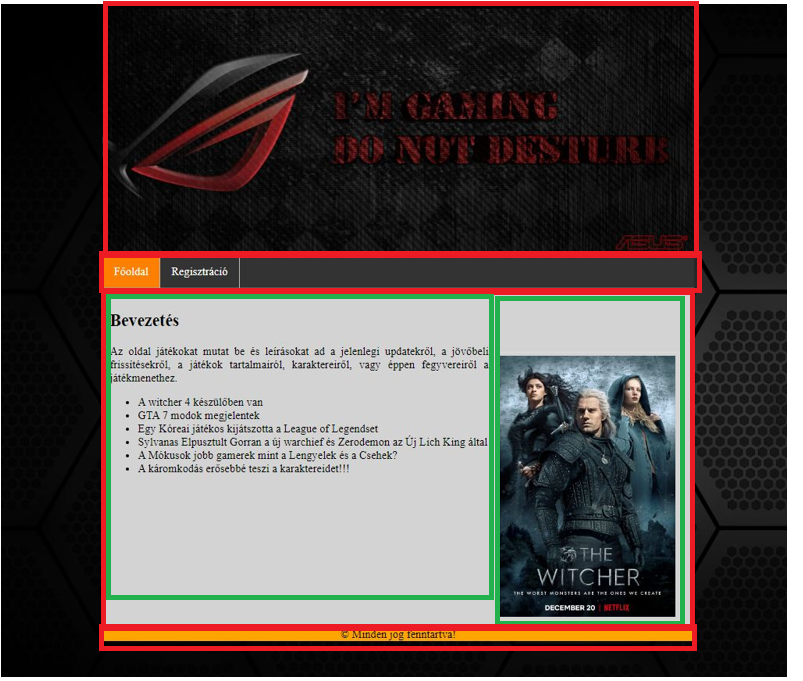 I'M GAMING
DO NOT DESTURB
ASUS
Főoldal Regisztráció
Bevezetés
Az oldal játékokat mutat be és leírásokat ad a jelenlegi updatekről, a jövőbeli
frissítésekről, a játékok tartalmairól, karaktereiről, vagy éppen fegyvereiről a
játékmenethez.
• A witcher 4 készülőben van
• GTA 7 modok megjelentek
• Egy Kóreai játékos kijátszotta a League of Legendset
• Sylvanas Elpusztult Gorran a új warchief és Zerodemon az Új Lich King által
• A Mókusok jobb gamerek mint a Lengyelek és a Csehek?
• A káromkodás erősebbé teszi a karaktereidet!!!
THE
WITCHER
THE WORST MONSTERS ARE THE ONES WE CREATE
DECEMBER 20 | NETFLIX
© Minden jog fenntartva!